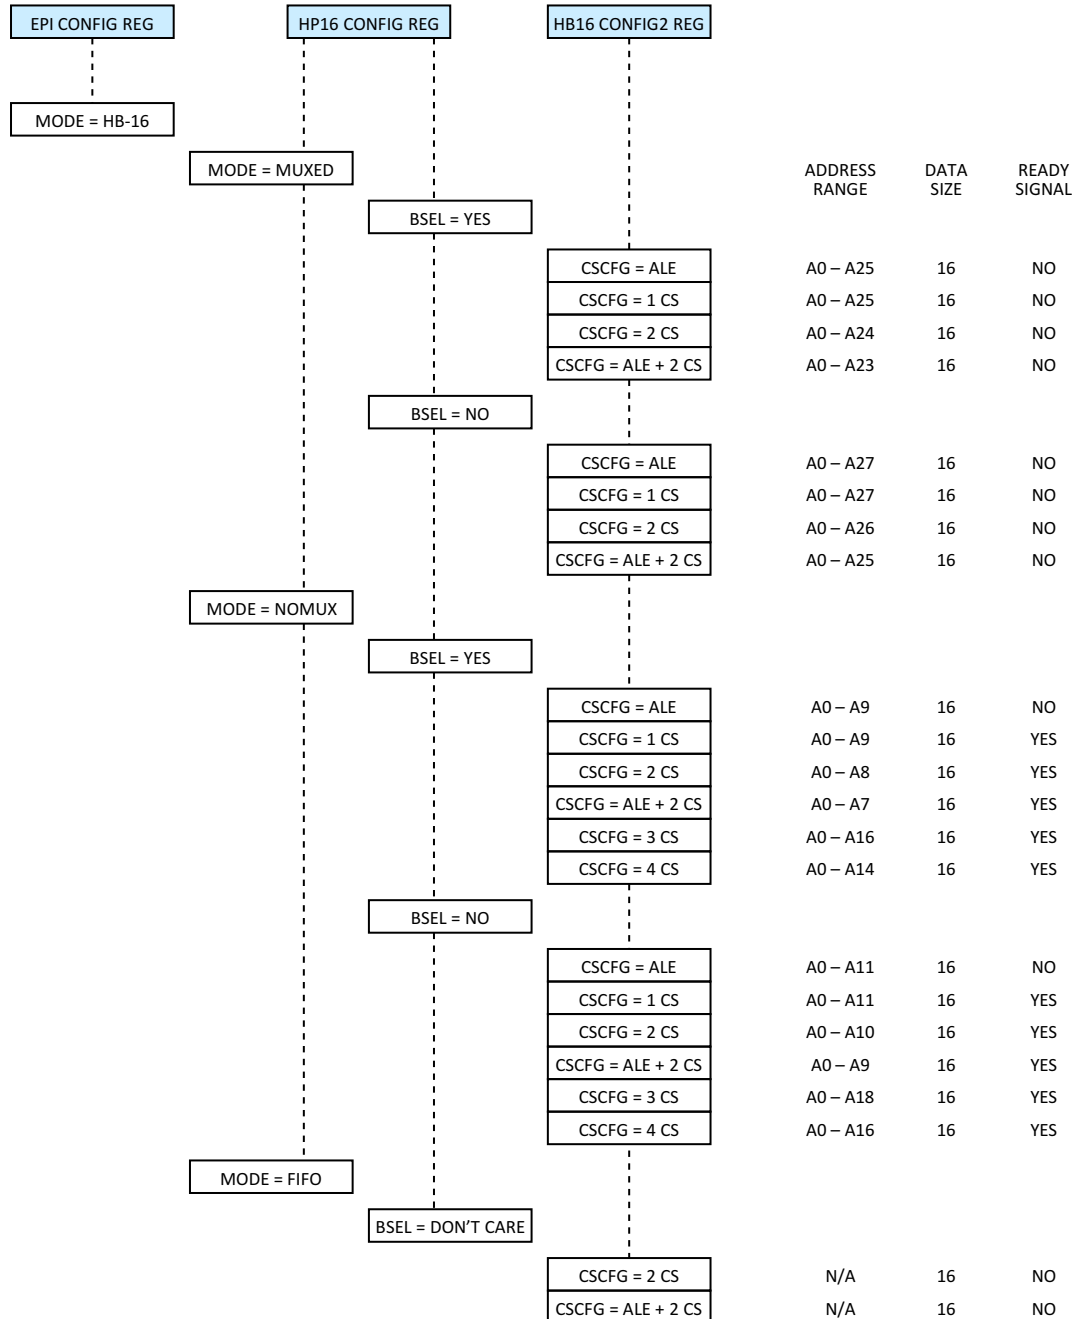 EPI CONFIG REG HP16 CONFIG REG HB16 CONFIG2 REG
MODE = HB-16
MODE = MUXED ADDRESS DATA READY
RANGE SIZE SIGNAL
BSEL = YES
CSCFG = ALE A0 – A25 16 NO
CSCFG = 1 CS A0 – A25 16 NO
CSCFG = 2 CS A0 – A24 16 NO
CSCFG = ALE + 2 CS A0 – A23 16 NO
BSEL = NO
CSCFG = ALE A0 – A27 16 NO
CSCFG = 1 CS A0 – A27 16 NO
CSCFG = 2 CS A0 – A26 16 NO
CSCFG = ALE + 2 CS A0 – A25 16 NO
MODE = NOMUX
BSEL = YES
CSCFG = ALE A0 – A9 16 NO
CSCFG = 1 CS A0 – A9 16 YES
CSCFG = 2 CS A0 – A8 16 YES
CSCFG = ALE + 2 CS A0 – A7 16 YES
CSCFG = 3 CS A0 – A16 16 YES
CSCFG = 4 CS A0 – A14 16 YES
BSEL = NO
CSCFG = ALE A0 – A11 16 NO
CSCFG = 1 CS A0 – A11 16 YES
CSCFG = 2 CS A0 – A10 16 YES
CSCFG = ALE + 2 CS A0 – A9 16 YES
CSCFG = 3 CS A0 – A18 16 YES
CSCFG = 4 CS A0 – A16 16 YES
MODE = FIFO
BSEL = DON’T CARE
CSCFG = 2 CS N/A 16 NO
CSCFG = ALE + 2 CS N/A 16 NO